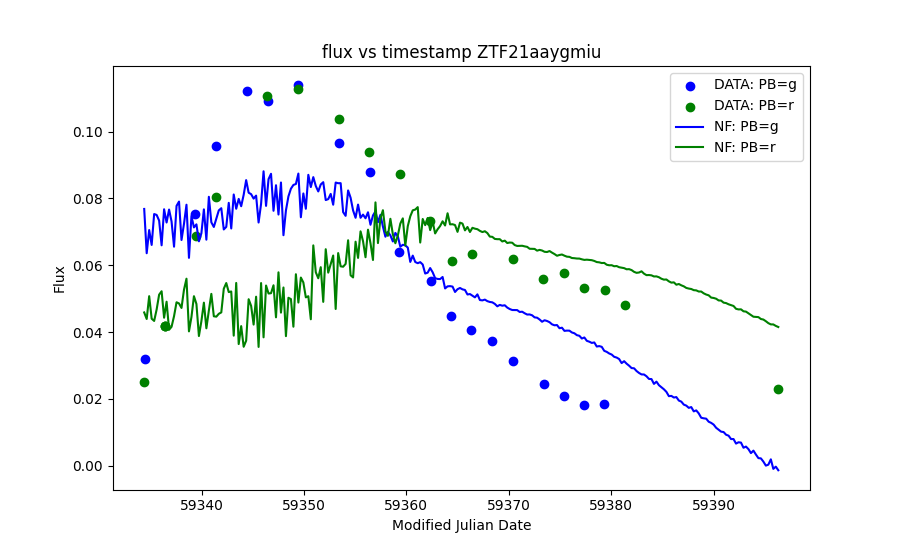 flux vs timestamp ZTF21aaygmiu
DATA: PB=g
DATA: PB=r
NF: PB=g
NF: PB=r
0.10
0.08
0.06
0.04
0.02
0.00
Flux
59340
59350
59360
59370
59380
59390
Modified Julian Date